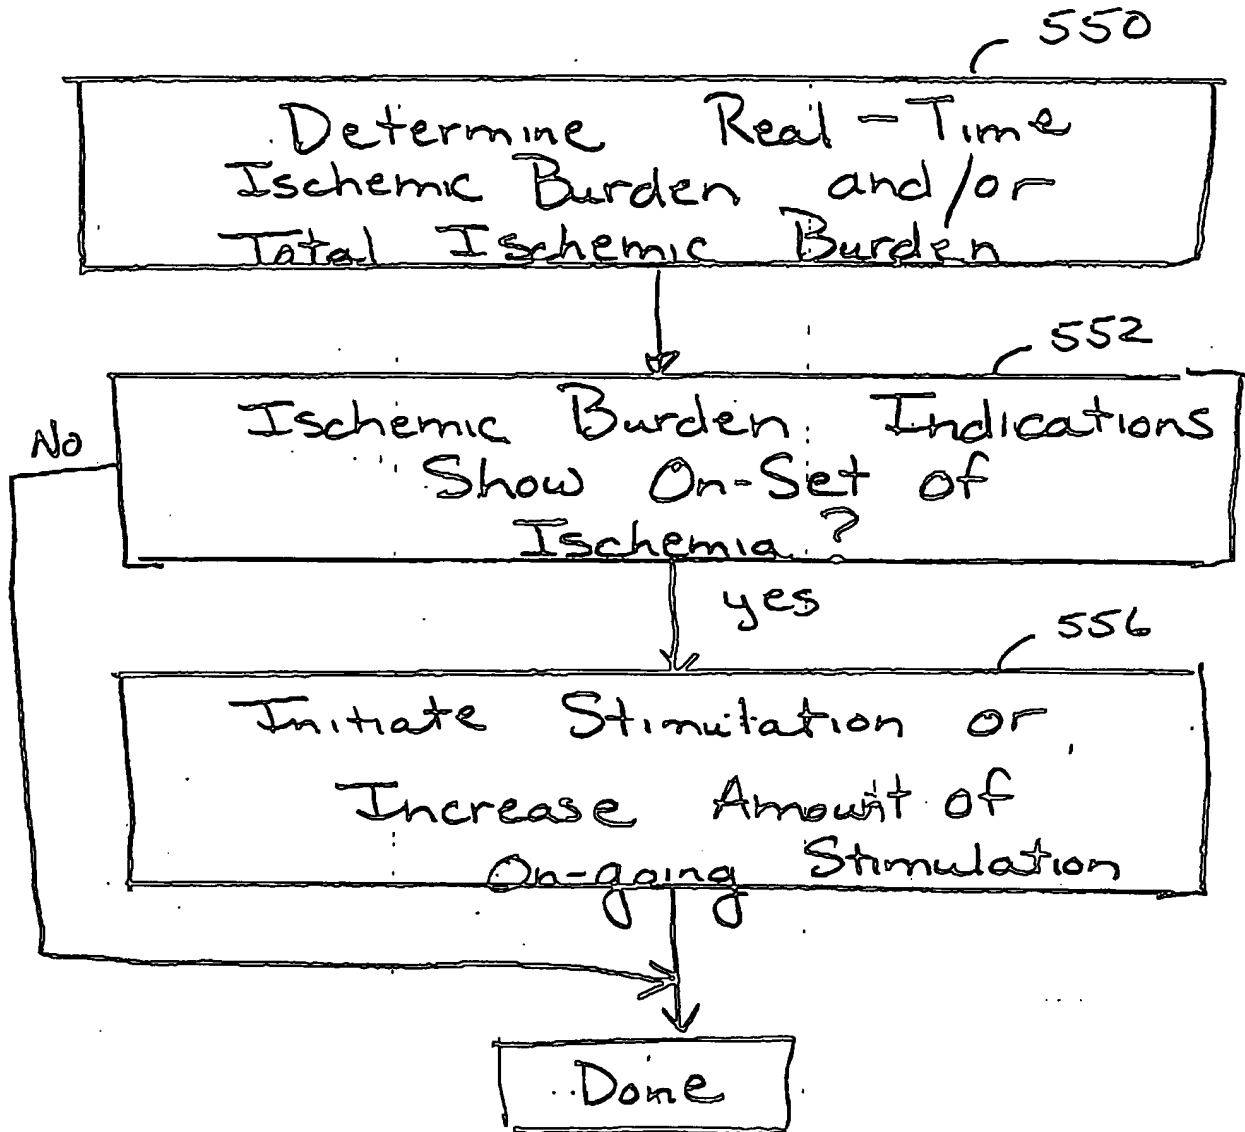 550
Determine Real-Time
Ischemic Burden and/or
Total Ischemic Burden
552
Ischemic Burden Indications
Show On-Set of
Ischemia?
No
yes
556
Initiate Stimulation or
Increase Amount of
On-going Stimulation
Done